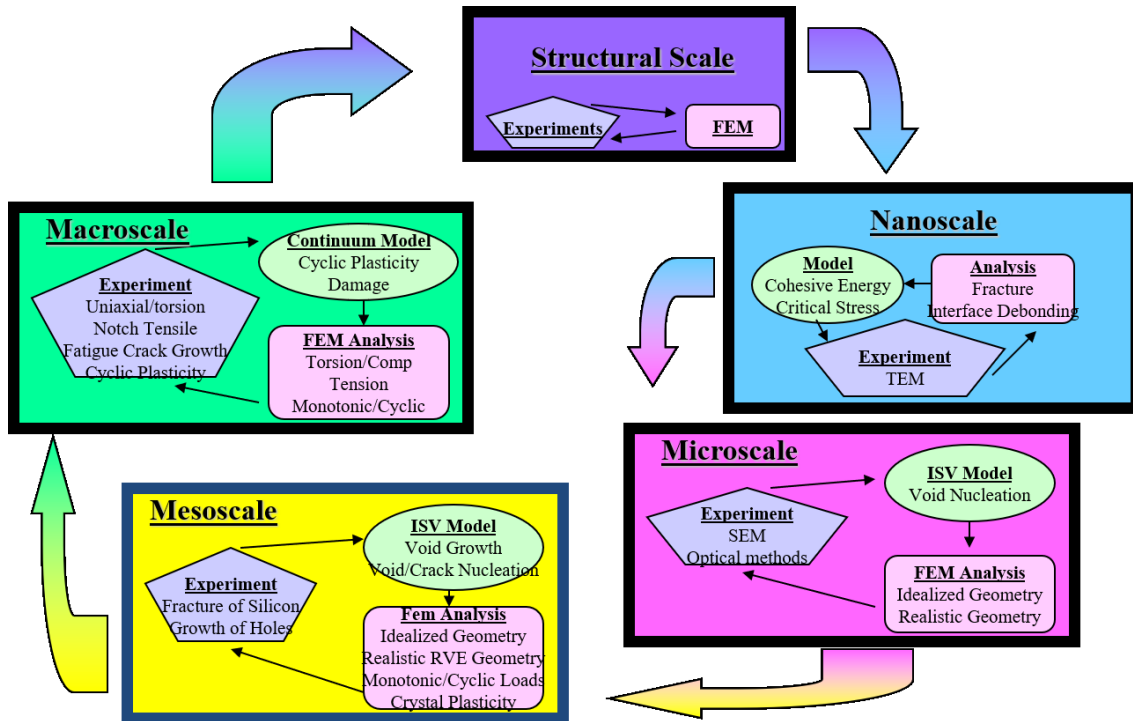 Structural Scale
Experiments
FEM
Macroscale
Continuum Model
Cyclic Plasticity
Damage
Experiment
Uniaxial/torsion
Notch Tensile
Fatigue Crack Growth
Cyclic Plasticity
FEM Analysis
Torsion/Comp
Tension
Monotonic/Cyclic
Nanoscale
Model
Cohesive Energy
Critical Stress
Analysis
Fracture
Interface Debonding
Experiment
TEM
Microscale
ISV Model
Void Nucleation
Experiment
SEM
Optical methods
FEM Analysis
Idealized Geometry
Realistic Geometry
Mesoscale
ISV Model
Void Growth
Void/Crack Nucleation
Experiment
Fracture of Silicon
Growth of Holes
Fem Analysis
Idealized Geometry
Realistic RVE Geometry
Monotonic/Cyclic Loads
Crystal Plasticity